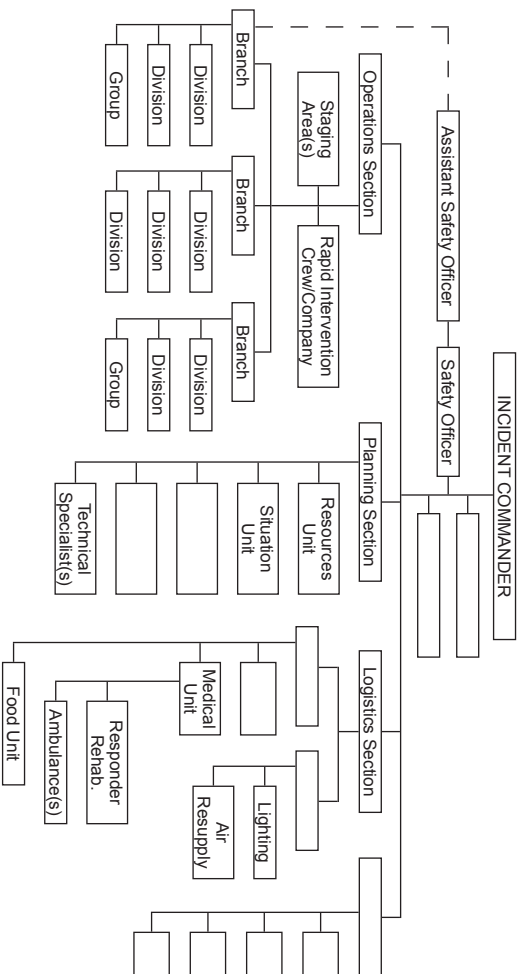 INCIDENT COMMANDER
Assistant Safety Officer
Safety Officer
Operations Section
Planning Section
Logistics Section
Staging
Area(s)
Rapid Intervention
Crew/Company
Branch
Division
Division
Group
Branch
Division
Division
Division
Branch
Division
Division
Group
Resources
Unit
Situation
Unit
Technical
Specialist(s)
Medical
Unit
Responder
Rehab.
Ambulance(s)
Food Unit
Lighting
Air
Resupply